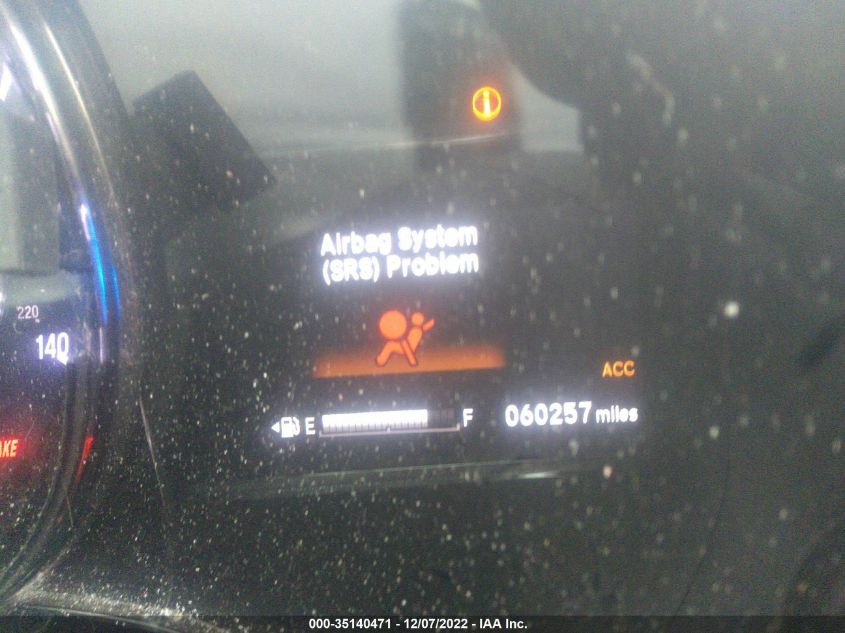 Airbag System
(SRS) Problem
220
140
ACC
E F 060257 miles
000-35140471 - 12/07/2022 - IAA Inc.